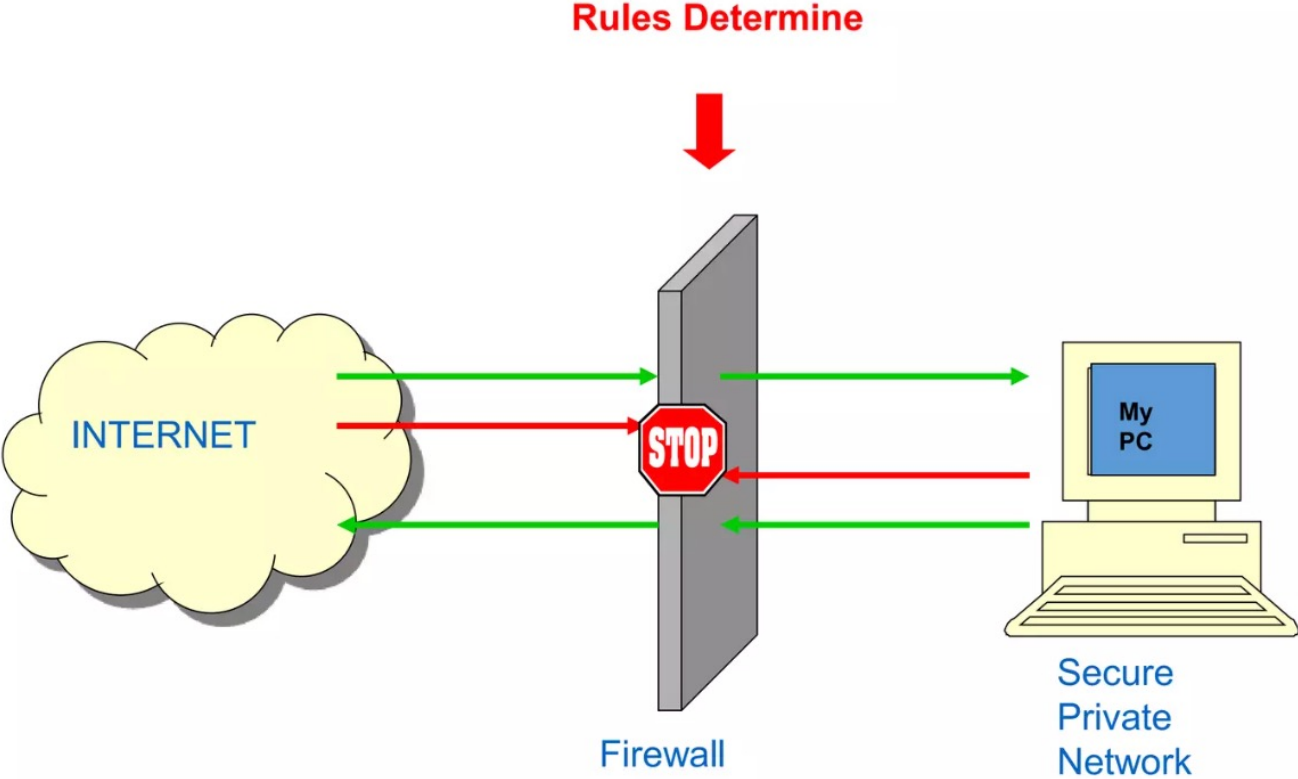 Rules Determine
INTERNET
STOP
My
PC
Firewall
Secure
Private
Network